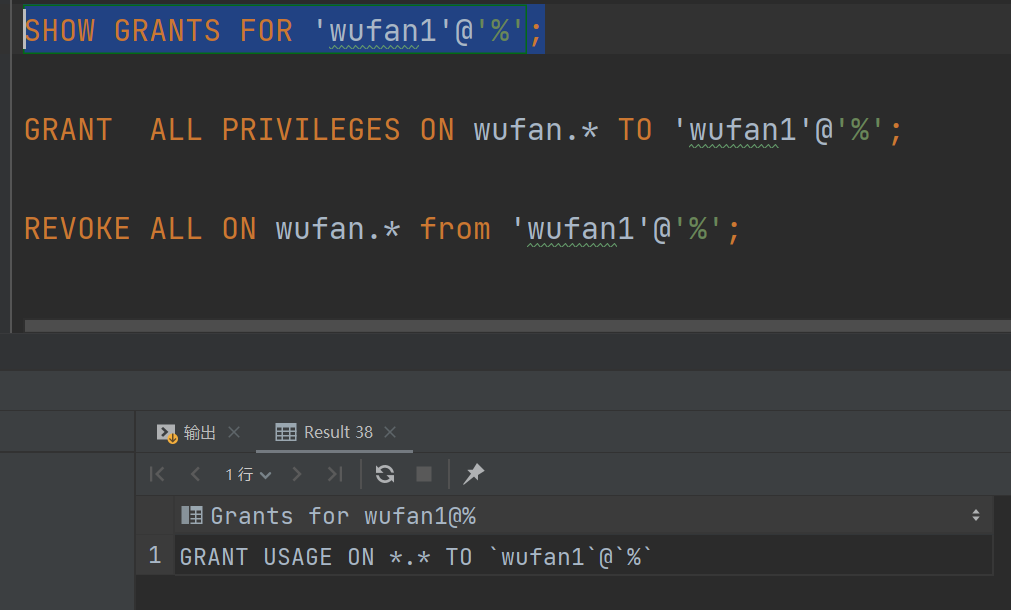 SHOW GRANTS FOR 'wufan1'@'%';
GRANT  ALL PRIVILEGES ON wufan.* TO 'wufan1'@'%';
REVOKE ALL ON wufan.* from 'wufan1'@'%';
输出 Result 38
1 行
Grants for wufan1@%
1 GRANT USAGE ON *.* TO `wufan1`@`%`